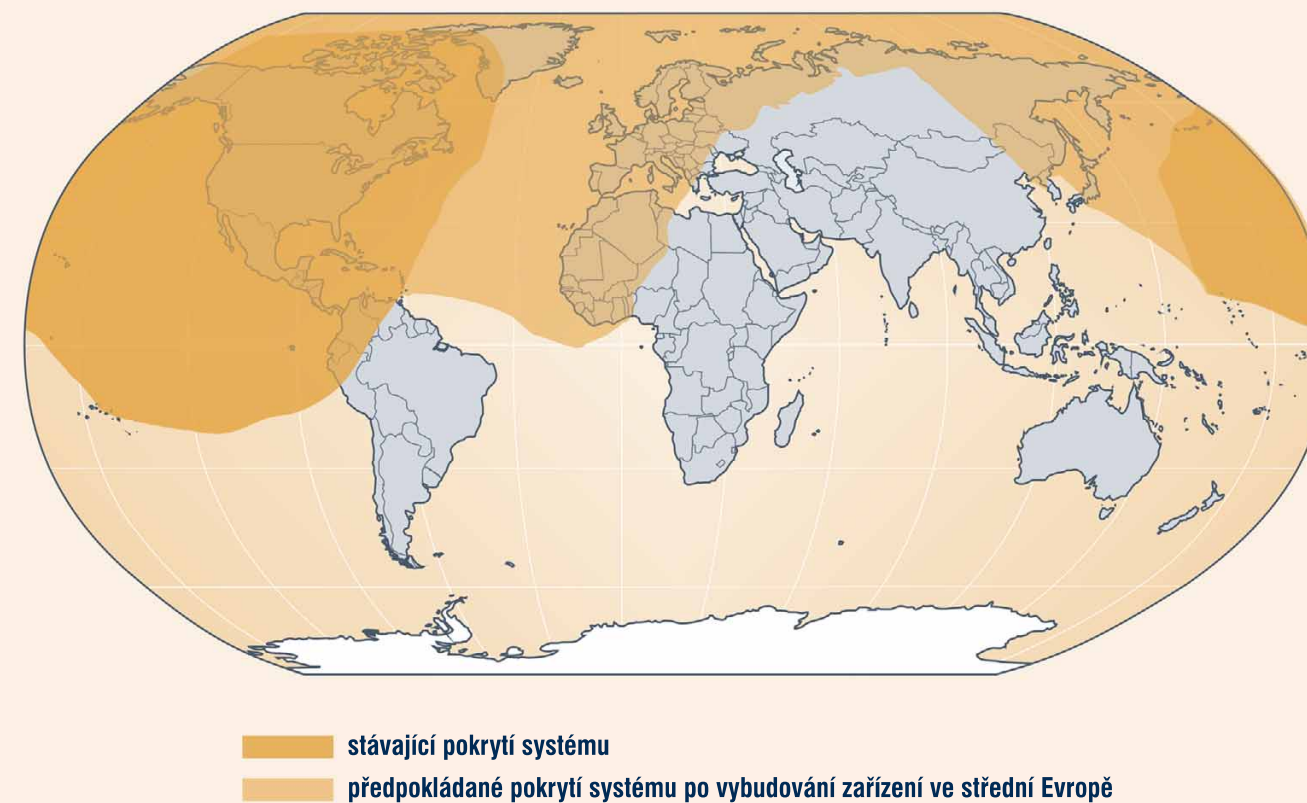 stávající pokrytí systému
předpokládané pokrytí systému po vybudování zařízení ve střední Evropě